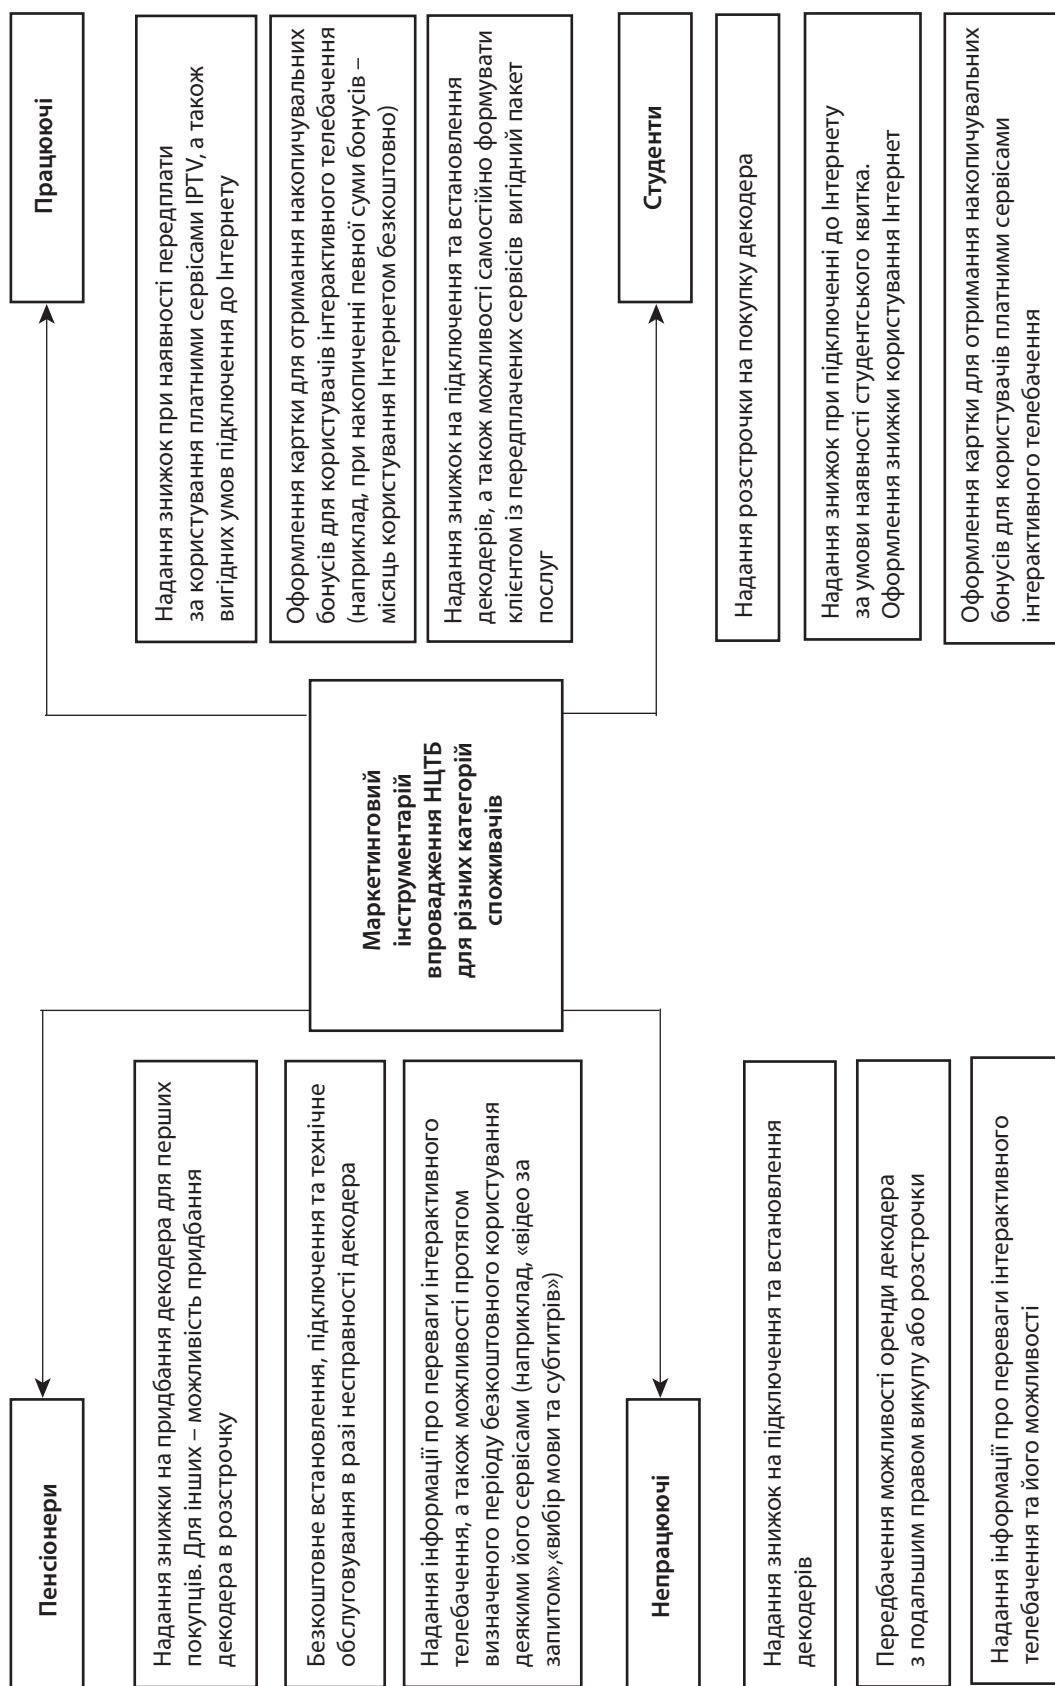 Пенсіонери
Надання знижки на придбання декодера для перших
покупців. Для інших – можливість придбання
декодера в розстрочку
Безкоштовне встановлення, підключення та технічне
обслуговування в разі несправності декодера
Надання інформації про переваги інтерактивного
телебачення, а також можливості протягом
визначеного періоду безкоштовного користування
деякими його сервісами (наприклад, «відео за
запитом»,«вибір мови та субтитрів»)
Непрацюючі
Надання знижок на підключення та встановлення
декодерів
Передбачення можливості оренди декодера
з подальшим правом викупу або розстрочки
Надання інформації про переваги інтерактивного
телебачення та його можливості
Маркетинговий
інструментарій
впровадження НЦТБ
для різних категорій
споживачів
Працюючі
Надання знижок при наявності передплати
за користування платними сервісами IPTV, а також
вигідних умов підключення до Інтернету
Оформлення картки для отримання накопичувальних
бонусів для користувачів інтерактивного телебачення
(наприклад, при накопиченні певної суми бонусів –
місяць користування Інтернетом безкоштовно)
Надання знижок на підключення та встановлення
декодерів, а також можливості самостійно формувати
клієнтом із передплачених сервісів вигідний пакет
послуг
Студенти
Надання розстрочки на покупку декодера
Надання знижок при підключенні до Інтернету
за умови наявності студентського квитка.
Оформлення знижки користування Інтернет
Оформлення картки для отримання накопичувальних
бонусів для користувачів платними сервісами
інтерактивного телебачення